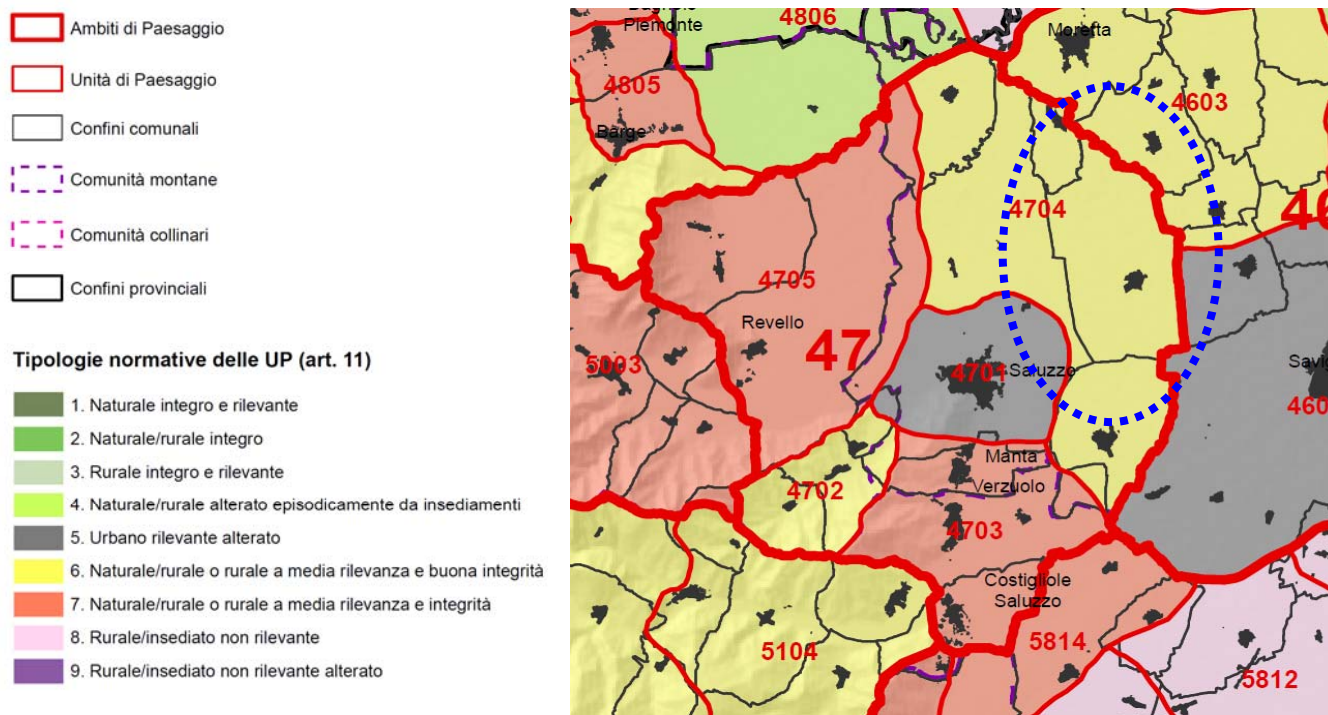 Ambiti di Paesaggio
Unità di Paesaggio
Confini comunali
Comunità montane
Comunità collinari
Confini provinciali
Tipologie normative delle UP (art. 11)
1. Naturale integro e rilevante
2. Naturale/rurale integro
3. Rurale integro e rilevante
4. Naturale/rurale alterato episodicamente da insediamenti
5. Urbano rilevante alterato
6. Naturale/rurale o rurale a media rilevanza e buona integrità
7. Naturale/rurale o rurale a media rilevanza e integrità
8. Rurale/insediato non rilevante
9. Rurale/insediato non rilevante alterato
Piemonte
4806
Moretta
4805
4603
Barge
4704
46
4705
Revello
47
5003
4701
Saluzzo
Savig
460
Manta
4702
Verzuolo
4703
Costigliole
Saluzzo
5104
5814
5812